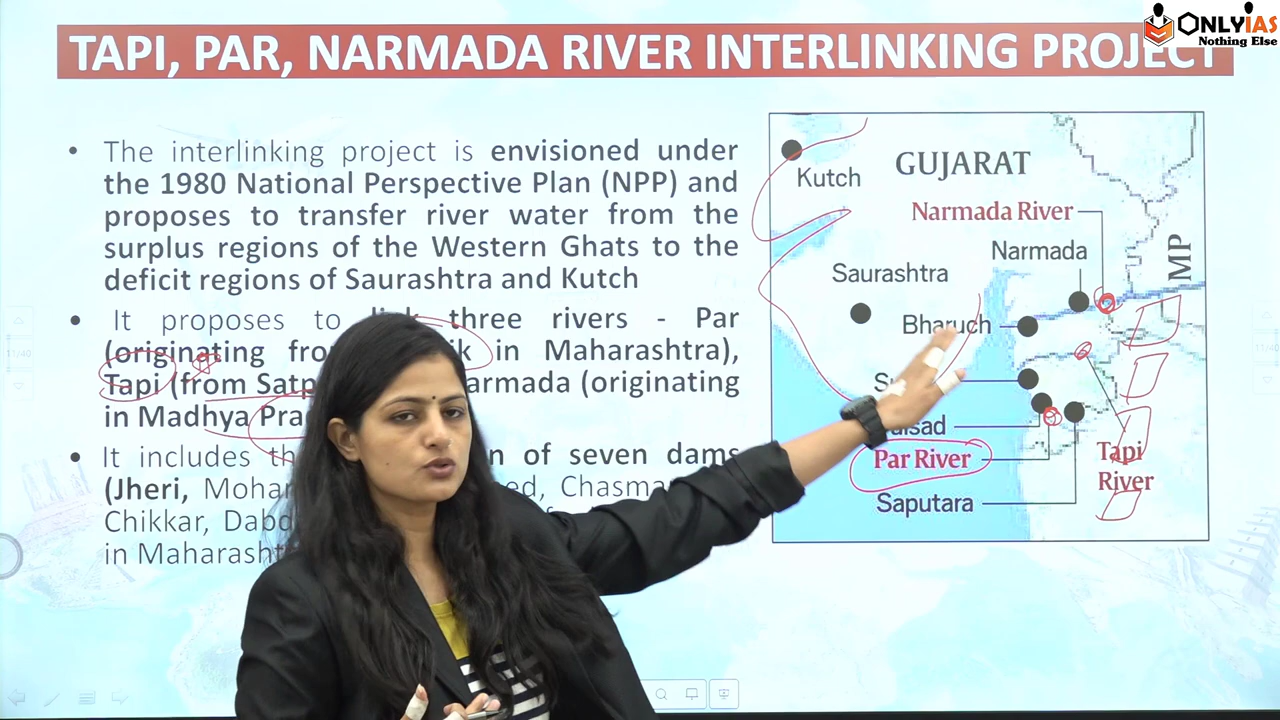 ONLYIAS
Nothing Else
TAPI, PAR, NARMADA RIVER INTERLINKING PROJECT
• The interlinking project is envisioned under
the 1980 National Perspective Plan (NPP) and
proposes to transfer river water from the
surplus regions of the Western Ghats to the
deficit regions of Saurashtra and Kutch
• It proposes to three rivers - Par
(originating in Maharashtra),
Tapi (from (originating
in Madhya
• It includes of seven dams
(Jheri,
Chikkar,
in
Kutch
GUJARAT
Narmada River
Narmada
MP
Saurashtra
Bharuch
Par River
Tapi
River
Saputara
11/40
11/40